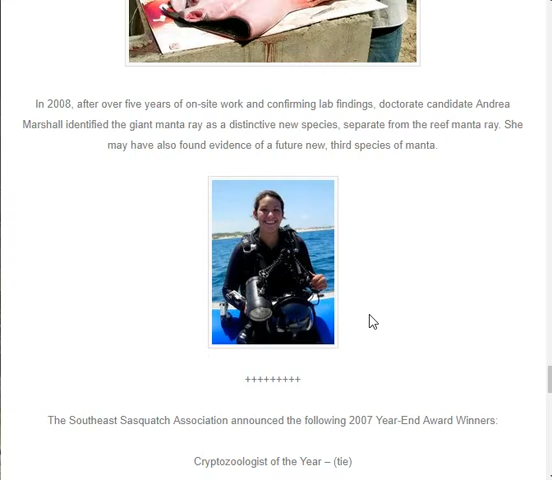 In 2008, after over five years of on-site work and confirming lab findings, doctorate candidate Andrea
Marshall identified the giant manta ray as a distinctive new species, separate from the reef manta ray. She
may have also found evidence of a future new, third species of manta.
+++++++++
The Southeast Sasquatch Association announced the following 2007 Year-End Award Winners:
Cryptozoologist of the Year – (tie)